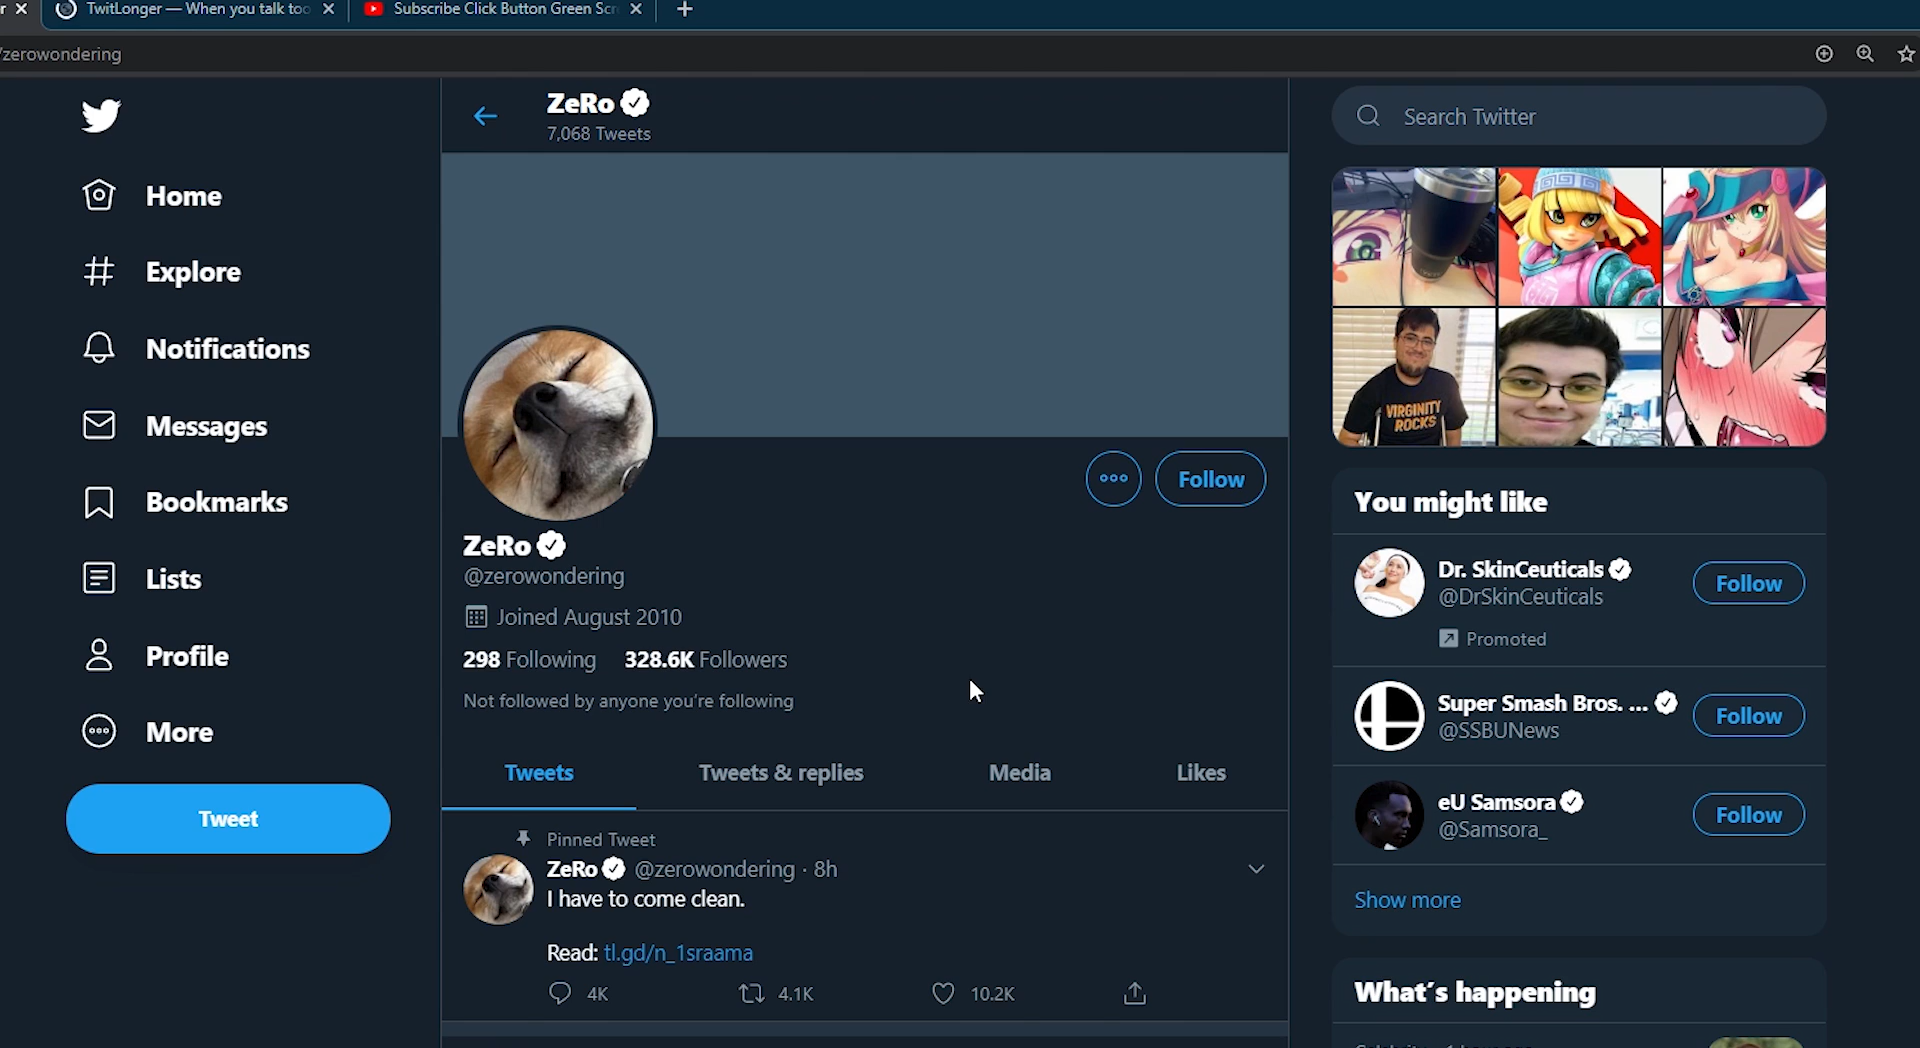 r
TwitLonger — When you talk too
Subscribe Click Button Green Scr
/zerowondering
Home
Explore
Notifications
Messages
Bookmarks
Lists
Profile
More
Tweet
ZeRo
7,068 Tweets
Follow
ZeRo
@zerowondering
Joined August 2010
298 Following 328.6K Followers
Not followed by anyone you're following
Tweets Tweets & replies Media Likes
Pinned Tweet
ZeRo @zerowondering · 8h
I have to come clean.
Read: tl.gd/n_1sraama
4K 4.1K 10.2K
Search Twitter
VIRGINITY
ROCKS
You might like
Dr. SkinCeuticals
@DrSkinCeuticals
Follow
Promoted
Super Smash Bros. ...
@SSBUNews
Follow
eU Samsora
@Samsora_
Follow
Show more
What's happening